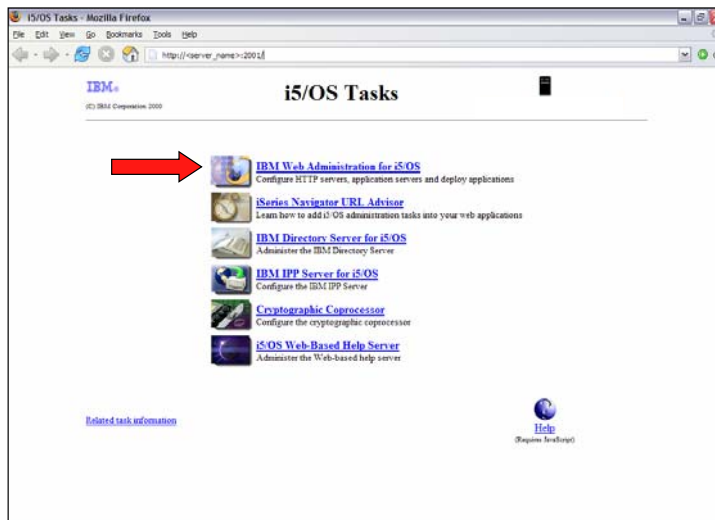 i5/OS Tasks - Mozilla Firefox
File Edit View Go Bookmarks Tools Help
http://<server_name>:2001/
IBM®
i5/OS Tasks
(C) IBM Corporation 2000
IBM Web Administration for i5/OS
Configure HTTP servers, application servers and deploy applications
iSeries Navigator URL Advisor
Learn how to add i5/OS administration tasks into your web applications
IBM Directory Server for i5/OS
Administer the IBM Directory Server
IBM IPP Server for i5/OS
Configure the IBM IPP Server
Cryptographic Coprocessor
Configure the cryptographic coprocessor
i5/OS Web-Based Help Server
Administer the Web-based help server
Related task information
Help
(Requires JavaScript)